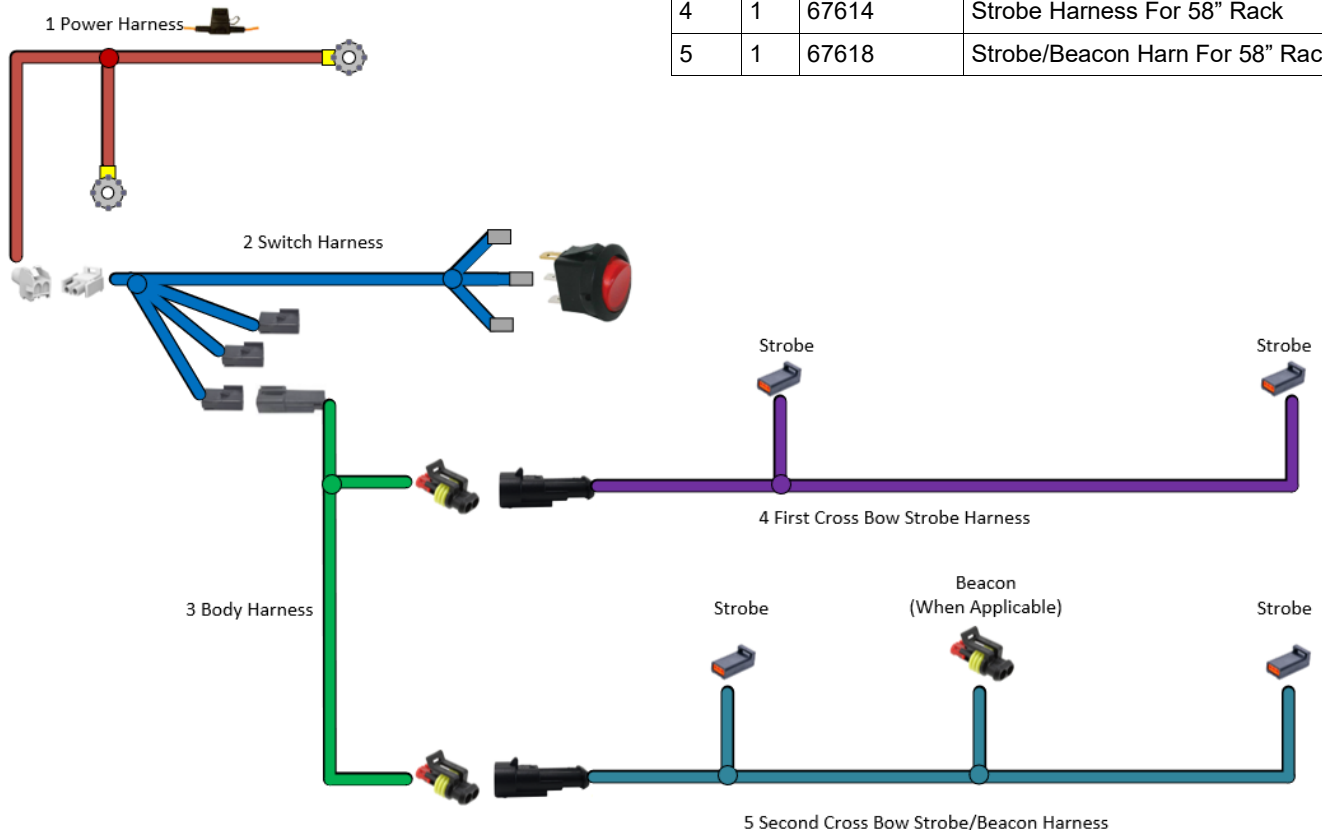 1 Power Harness
4 1 67614 Strobe Harness For 58” Rack
5 1 67618 Strobe/Beacon Harn For 58” Rac
2 Switch Harness
Strobe
Strobe
4 First Cross Bow Strobe Harness
3 Body Harness
Strobe
Beacon
(When Applicable)
Strobe
5 Second Cross Bow Strobe/Beacon Harness